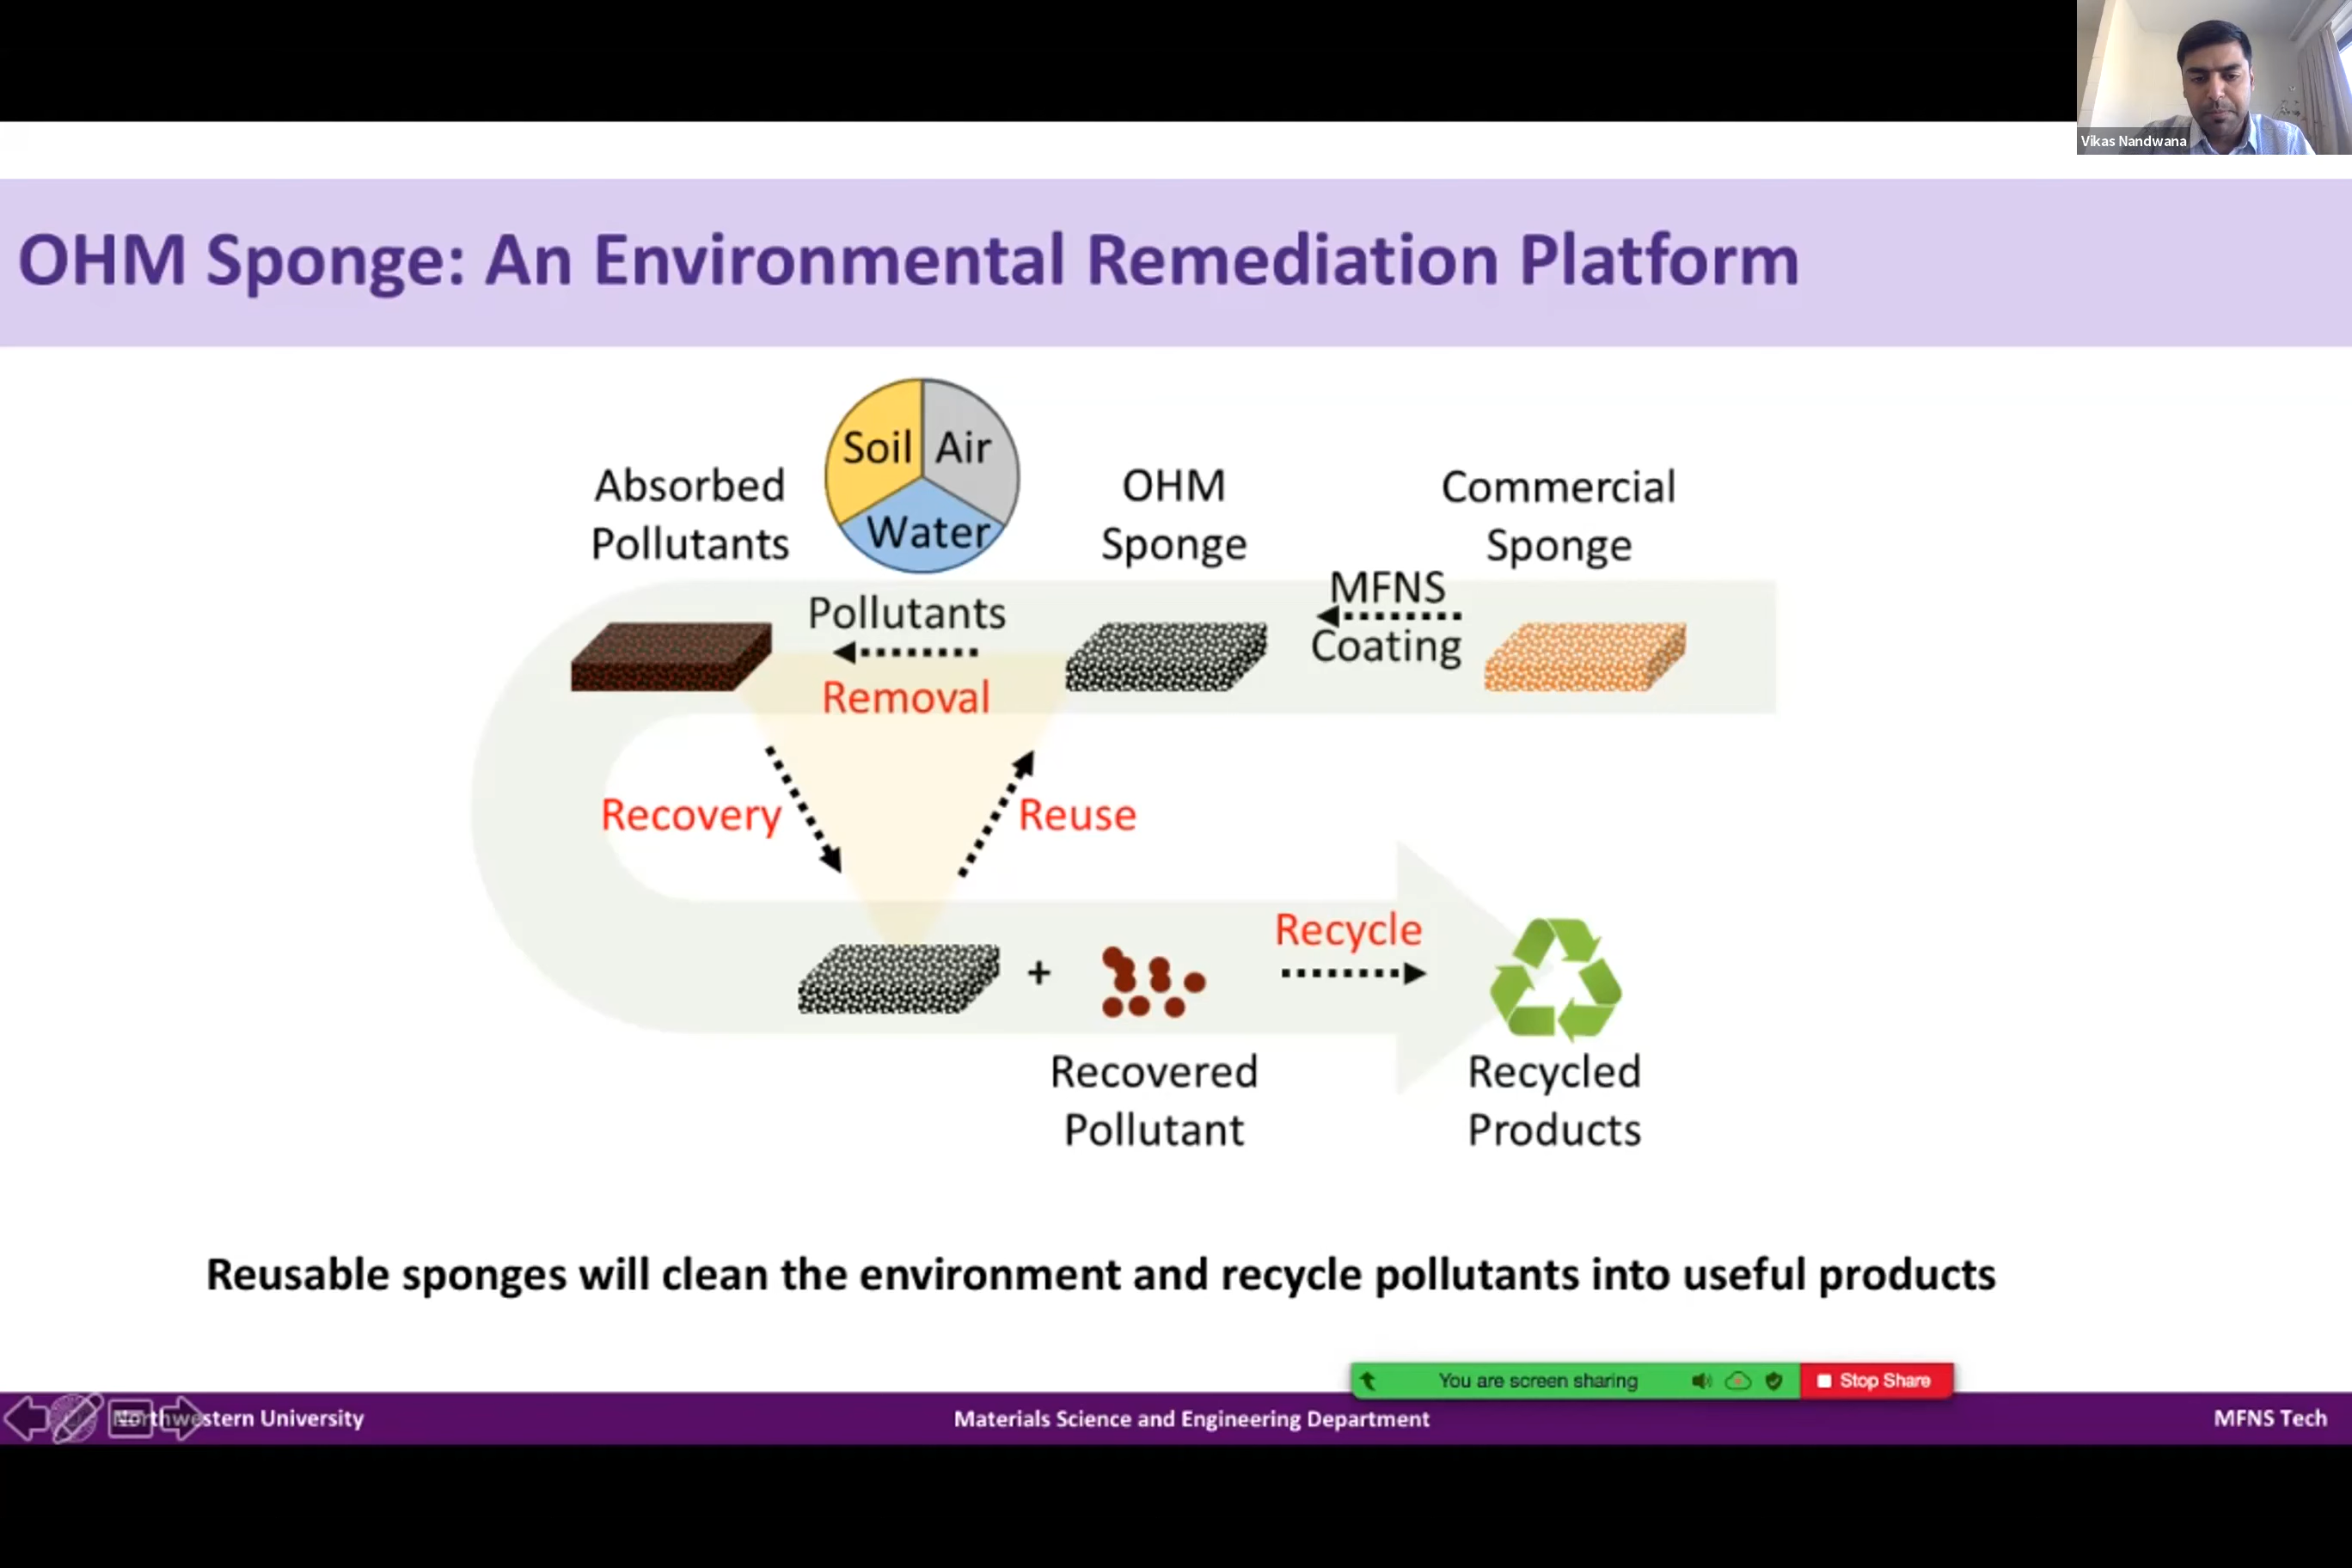 Vikas Nandwana
OHM Sponge: An Environmental Remediation Platform
Soil
Air
Water
Absorbed
Pollutants
OHM
Sponge
Commercial
Sponge
Pollutants
Removal
MFNS
Coating
Recovery
Reuse
+
Recycle
Recovered
Pollutant
Recycled
Products
Reusable sponges will clean the environment and recycle pollutants into useful products
You are screen sharing
Stop Share
Northwestern University
Materials Science and Engineering Department
MFNS Tech